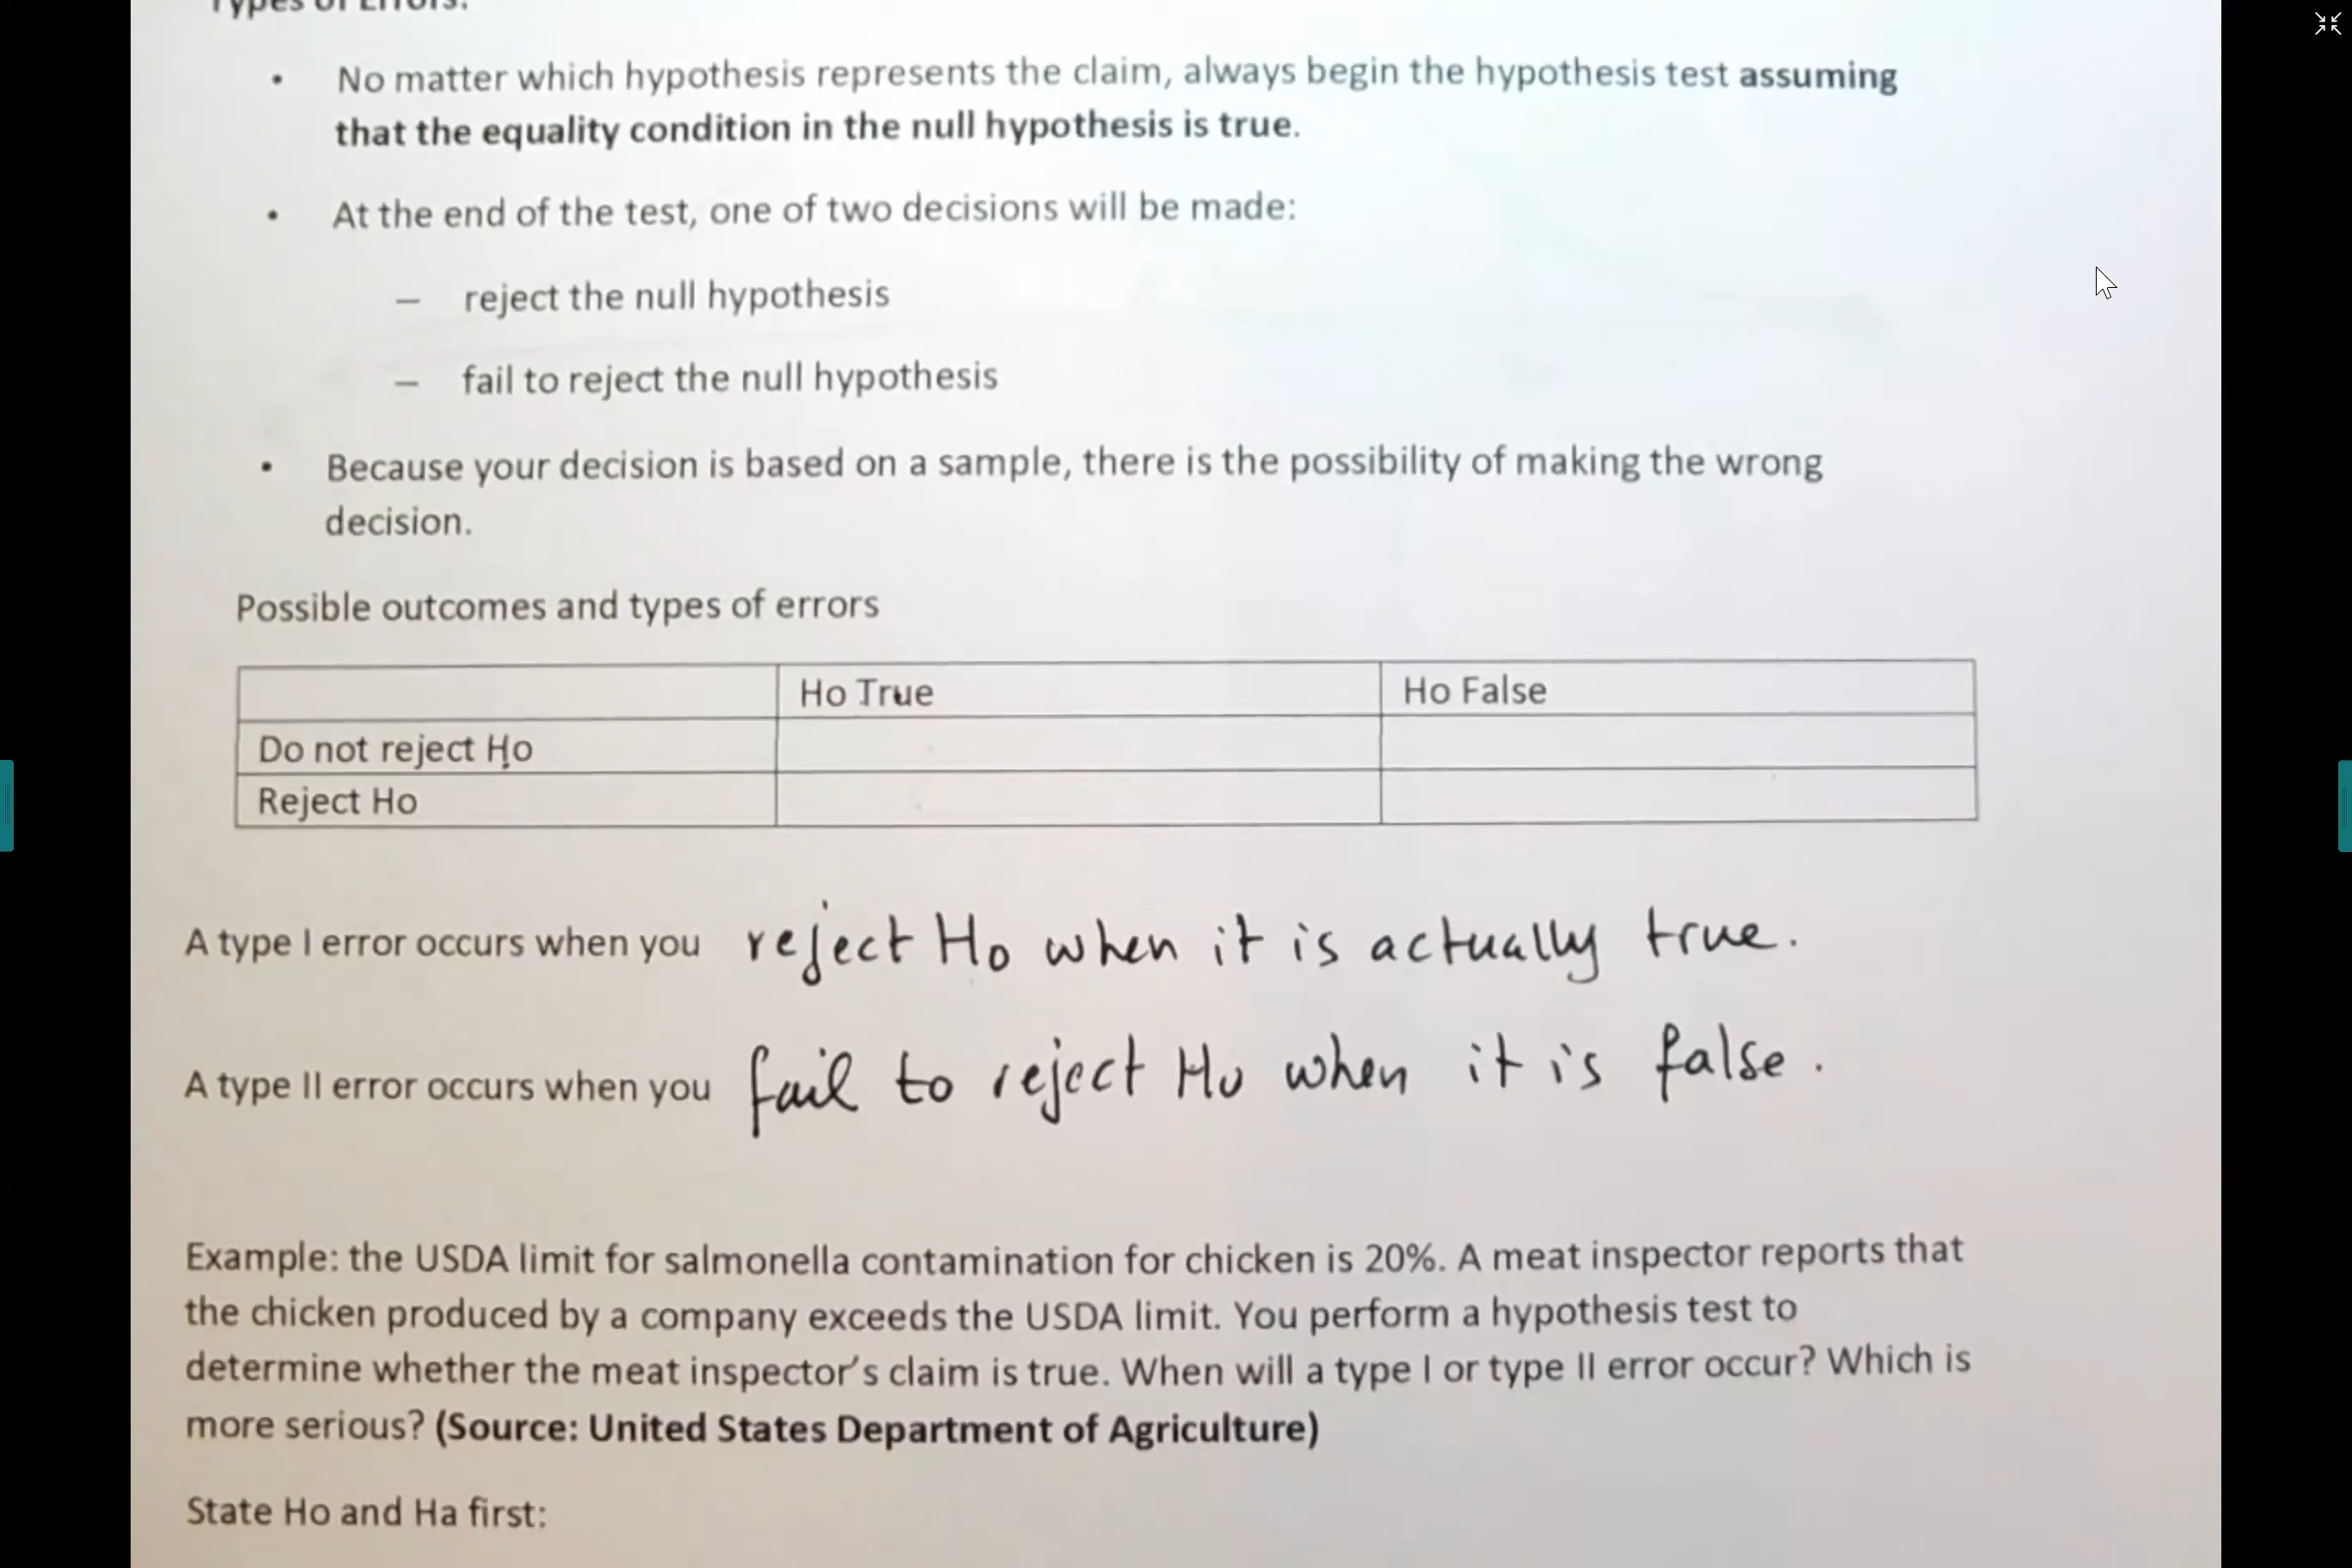 Types of Errors:
• No matter which hypothesis represents the claim, always begin the hypothesis test assuming
that the equality condition in the null hypothesis is true.
• At the end of the test, one of two decisions will be made:
– reject the null hypothesis
– fail to reject the null hypothesis
• Because your decision is based on a sample, there is the possibility of making the wrong
decision.
Possible outcomes and types of errors
Ho True Ho False
Do not reject Ho
Reject Ho
A type I error occurs when you reject Ho when it is actually true.
A type II error occurs when you fail to reject Ho when it is false.
Example: the USDA limit for salmonella contamination for chicken is 20%. A meat inspector reports that
the chicken produced by a company exceeds the USDA limit. You perform a hypothesis test to
determine whether the meat inspector's claim is true. When will a type I or type II error occur? Which is
more serious? (Source: United States Department of Agriculture)
State Ho and Ha first: